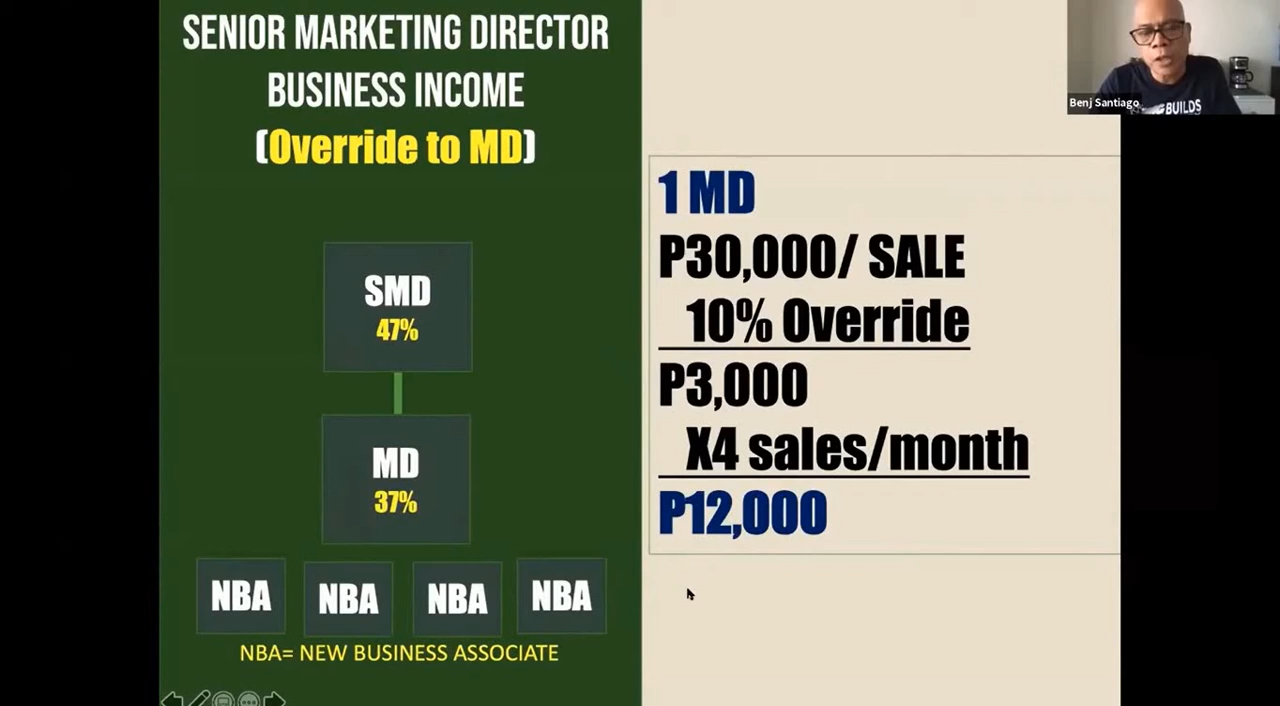 SENIOR MARKETING DIRECTOR
BUSINESS INCOME
(Override to MD)
SMD
47%
MD
37%
NBA NBA NBA NBA
NBA= NEW BUSINESS ASSOCIATE
1 MD
P30,000/ SALE
10% Override
P3,000
X4 sales/month
P12,000
Benj Santiago
BUILDS